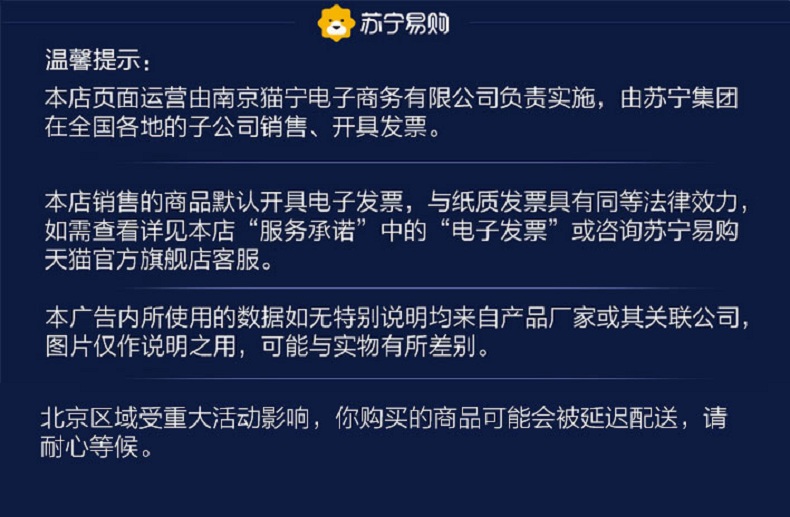 苏宁易购
温馨提示：
本店页面运营由南京猫宁电子商务有限公司负责实施，由苏宁集团
在全国各地的子公司销售、开具发票。
本店销售的商品默认开具电子发票，与纸质发票具有同等法律效力，
如需查看详见本店“服务承诺”中的“电子发票”或咨询苏宁易购
天猫官方旗舰店客服。
本广告内所使用的数据如无特别说明均来自产品厂家或其关联公司，
图片仅作说明之用，可能与实物有所差别。
北京区域受重大活动影响，你购买的商品可能会被延迟配送，请
耐心等候。